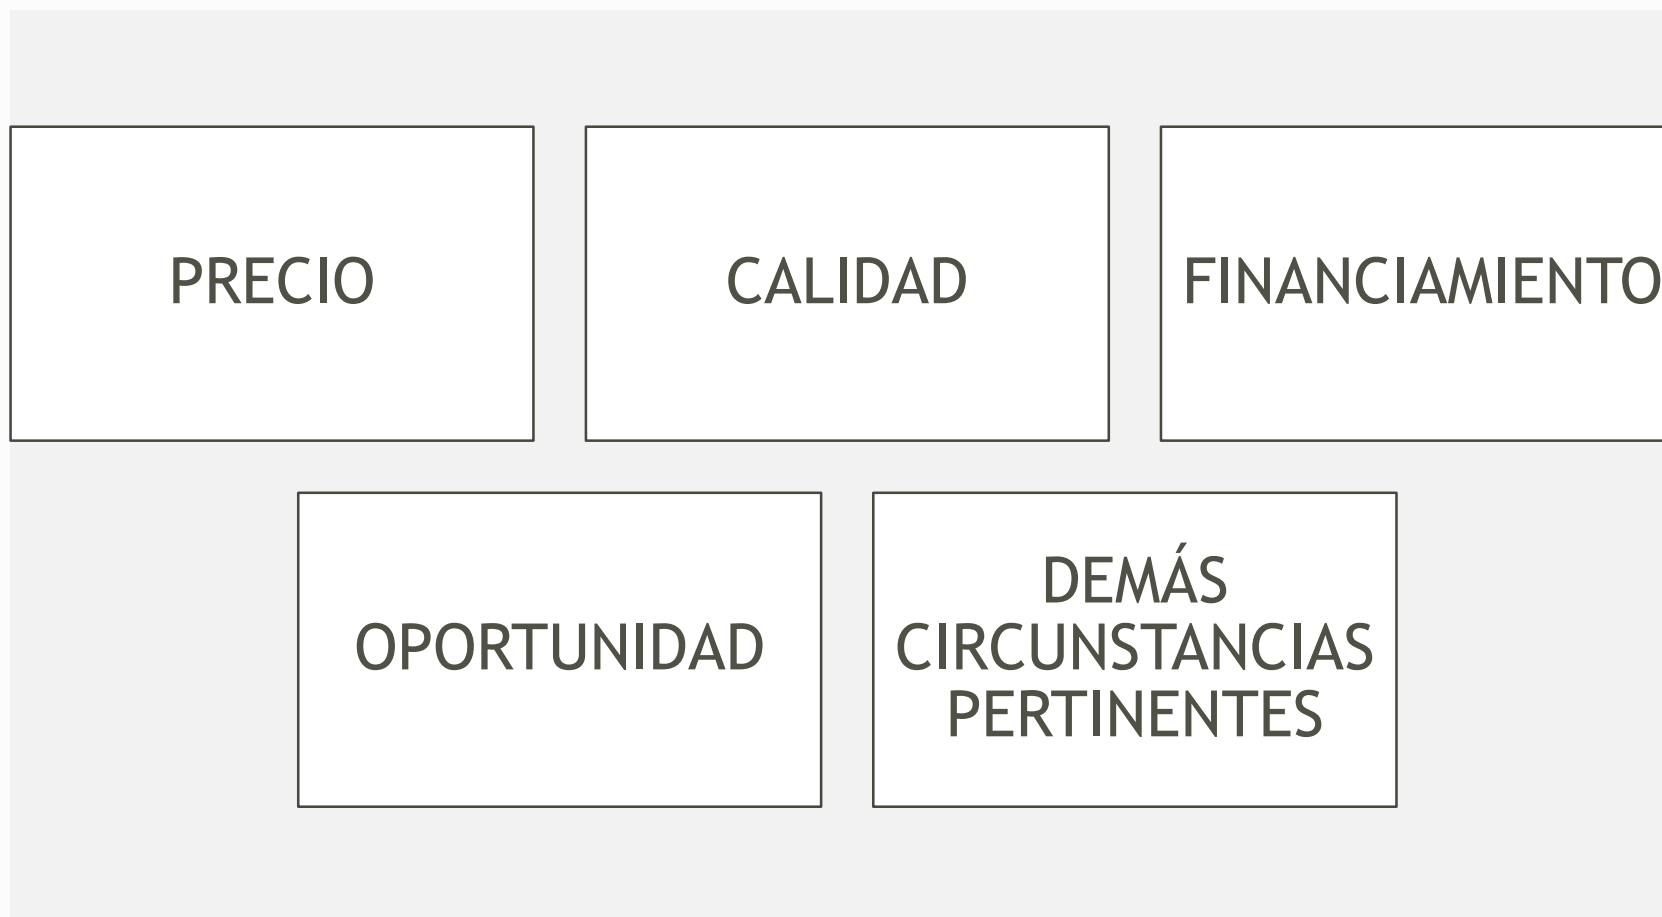 PRECIO
CALIDAD
FINANCIAMIENTO
OPORTUNIDAD
DEMÁS
CIRCUNSTANCIAS
PERTINENTES